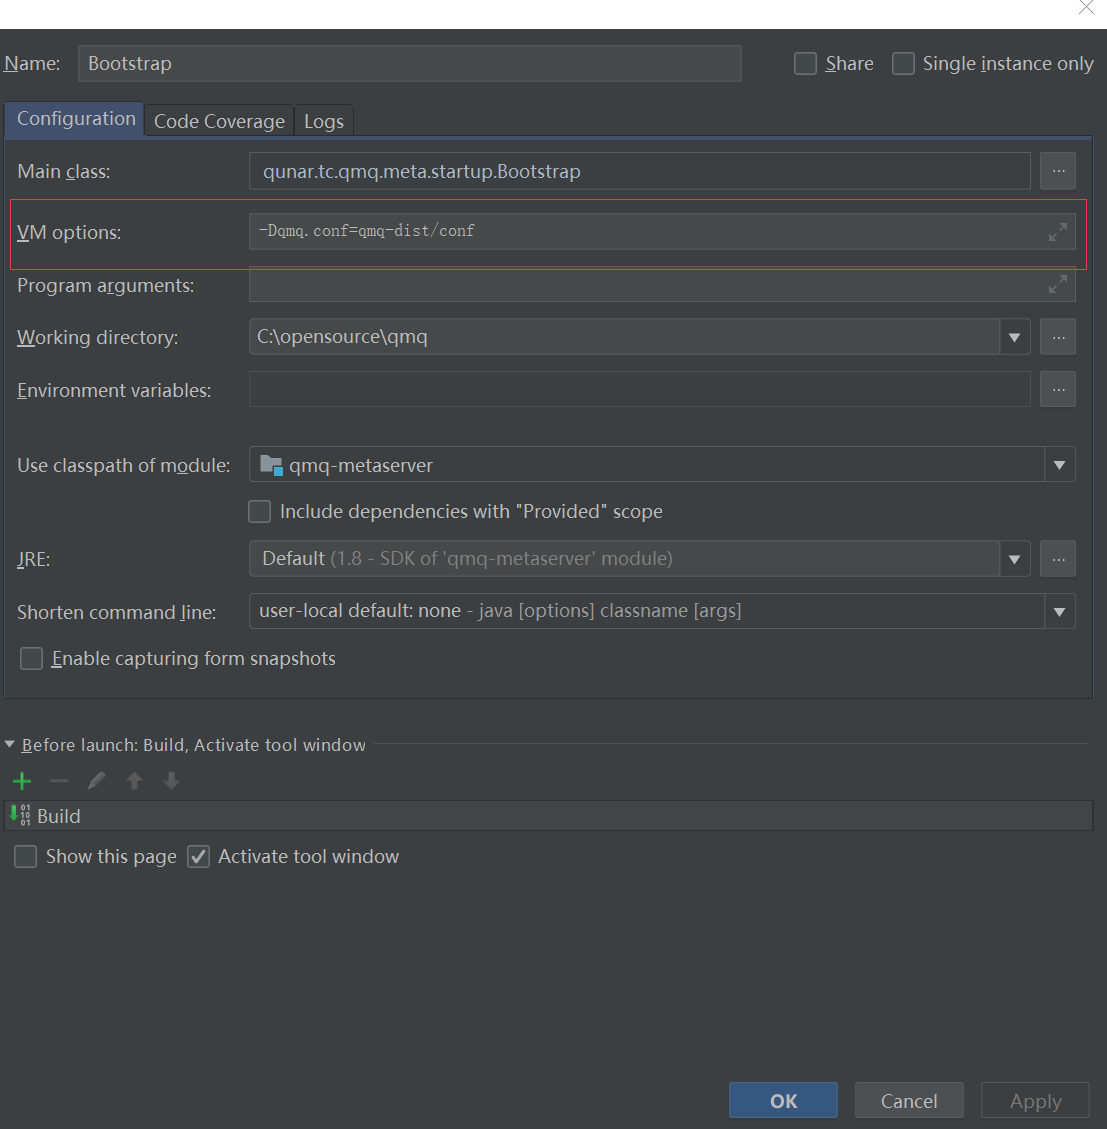 Name: Bootstrap Share Single instance only
Configuration Code Coverage Logs
Main class: qunar.tc.qmq.meta.startup.Bootstrap ...
VM options: -Dqmq.conf=qmq-dist/conf
Program arguments:
Working directory: C:\opensource\qmq ...
Environment variables: ...
Use classpath of module: qmq-metaserver
Include dependencies with "Provided" scope
JRE: Default (1.8 - SDK of 'qmq-metaserver' module) ...
Shorten command line: user-local default: none - java [options] classname [args]
Enable capturing form snapshots
Before launch: Build, Activate tool window
Build
Show this page Activate tool window
OK Cancel Apply